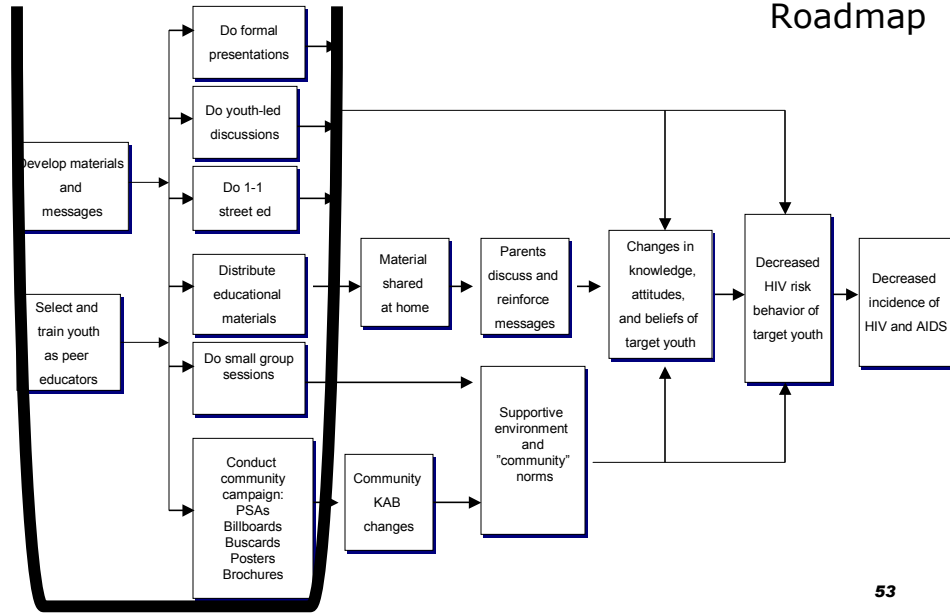 Roadmap
Do formal
presentations
Do youth-led
discussions
Develop materials
and
messages
Do 1-1
street ed
Distribute
educational
materials
Material
shared
at home
Parents
discuss and
reinforce
messages
Changes in
knowledge,
attitudes,
and beliefs of
target youth
Decreased
HIV risk
behavior of
target youth
Decreased
incidence of
HIV and AIDS
Select and
train youth
as peer
educators
Do small group
sessions
Supportive
environment
and
"community"
norms
Conduct
community
campaign:
PSAs
Billboards
Buscards
Posters
Brochures
Community
KAB
changes
53